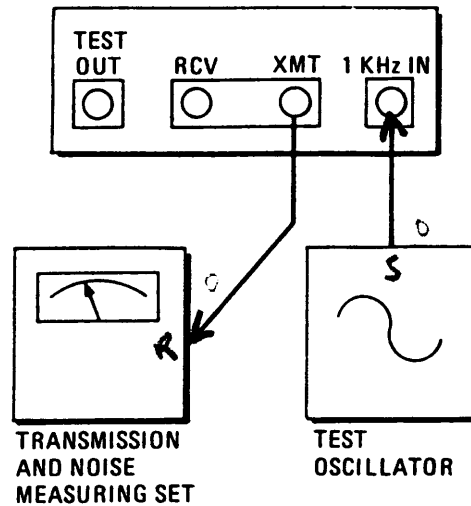 TEST
OUT
RCV
XMT
1 KHz IN
R
S
TRANSMISSION
AND NOISE
MEASURING SET
TEST
OSCILLATOR